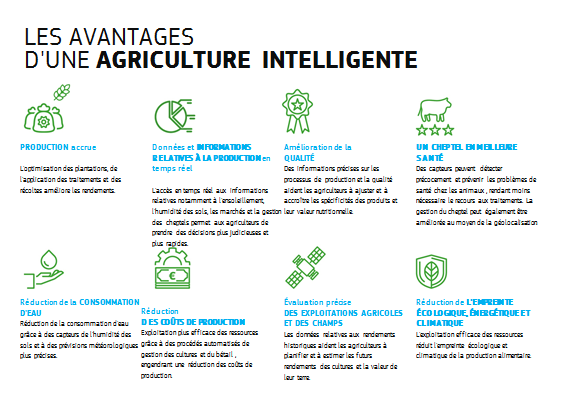 LES AVANTAGES
D'UNE AGRICULTURE INTELLIGENTE
PRODUCTION accrue
L'optimisation des plantations, de
l'application des traitements et des
récoltes améliore les rendements.
Données et INFORMATIONS
RELATIVES À LA PRODUCTION en
temps réel
L'accès en temps réel aux informations
relatives notamment à l'ensoleillement,
l'humidité des sols, les marchés et la gestion
des cheptels permet aux agriculteurs de
prendre des décisions plus judicieuses et
plus rapides.
Amélioration de la
QUALITÉ
Des informations précises sur les
processus de production et la qualité
aident les agriculteurs à ajuster et à
accroître les spécificités des produits et
leur valeur nutritionnelle.
UN CHEPTEL EN MEILLEURE
SANTÉ
Des capteurs peuvent détecter
précocement et prévenir les problèmes de
santé chez les animaux, rendant moins
nécessaire le recours aux traitements. La
gestion du cheptel peut également être
améliorée au moyen de la géolocalisation
Réduction de la CONSOMMATION
D'EAU
Réduction de la consommation d'eau
grâce à des capteurs de l'humidité des
sols et à des prévisions météorologiques
plus précises.
Réduction
DES COÛTS DE PRODUCTION
Exploitation plus efficace des ressources
grâce à des procédés automatisés de
gestion des cultures et du bétail,
engendrant une réduction des coûts de
production.
Évaluation précise
DES EXPLOITATIONS AGRICOLES
ET DES CHAMPS
Les données relatives aux rendements
historiques aident les agriculteurs à
planifier et à estimer les futurs
rendements des cultures et la valeur de
leur terre.
Réduction de L'EMPREINTE
ÉCOLOGIQUE, ÉNERGÉTIQUE ET
CLIMATIQUE
L'exploitation efficace des ressources
réduit l'empreinte écologique et
climatique de la production alimentaire.